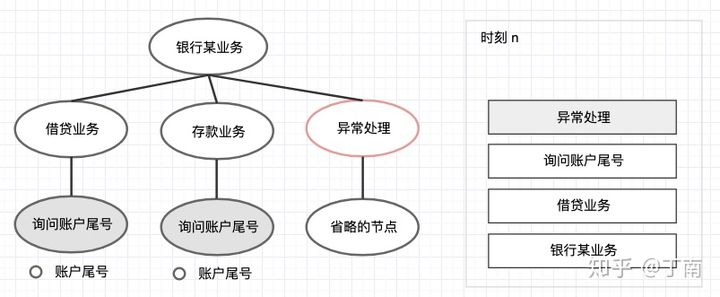 银行某业务
借贷业务
存款业务
异常处理
询问账户尾号
询问账户尾号
省略的节点
账户尾号
账户尾号
时刻 n
异常处理
询问账户尾号
借贷业务
银行某业务
知乎 @丁南